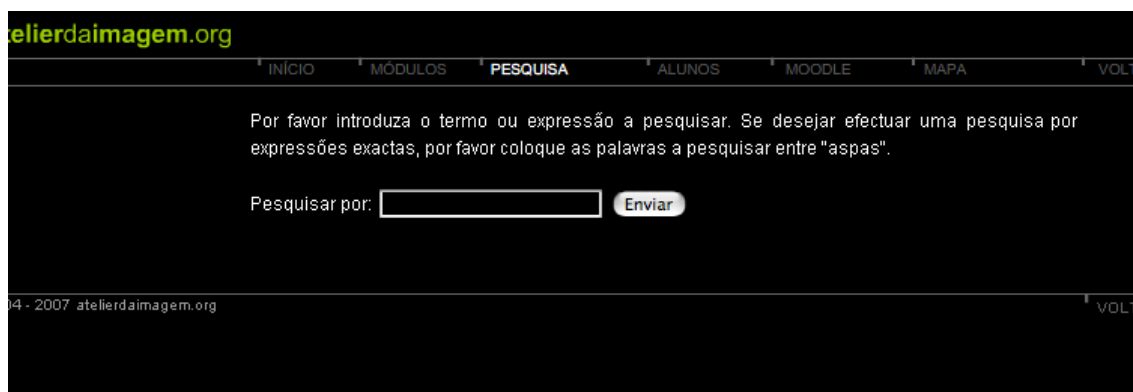 elierdaimagem.org
INÍCIO MÓDULOS PESQUISA ALUNOS MOODLE MAPA
Por favor introduza o termo ou expressão a pesquisar. Se desejar efectuar uma pesquisa por
expressões exactas, por favor coloque as palavras a pesquisar entre "aspas".
Pesquisar por: Enviar
04 - 2007 atelierdaimagem.org